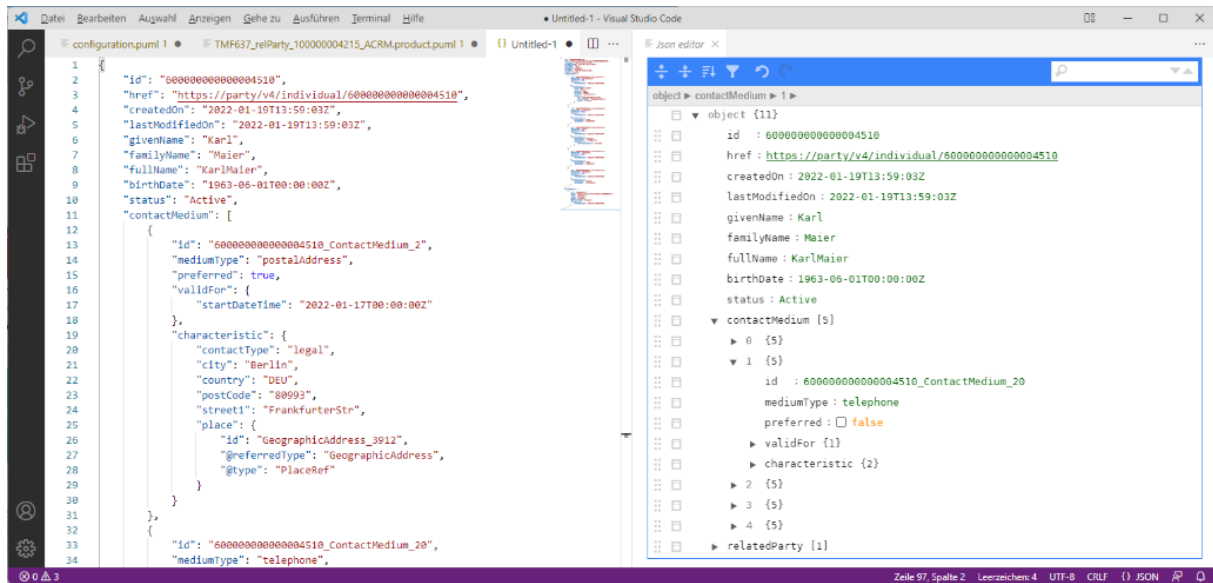 Datei Bearbeiten Auswahl Anzeigen Gehe zu Ausführen Terminal Hilfe
● Untitled-1 - Visual Studio Code
configuration.puml 1 ●
TMF637_relParty_100000004215_ACRM.product.puml 1 ●
{} Untitled-1 ●
...
Json editor ×
...
1 {
2 "id": "600000000000004510",
3 "href": "https://party/v4/individual/600000000000004510",
4 "createdOn": "2022-01-19T13:59:03Z",
5 "lastModifiedOn": "2022-01-19T13:59:03Z",
6 "givenName": "Karl",
7 "familyName": "Maier",
8 "fullName": "KarlMaier",
9 "birthDate": "1963-06-01T00:00:00Z",
10 "status": "Active",
11 "contactMedium": [
12 {
13 "id": "600000000000004510_ContactMedium_2",
14 "mediumType": "postalAddress",
15 "preferred": true,
16 "validFor": {
17 "startDateTime": "2022-01-17T00:00:00Z"
18 },
19 "characteristic": {
20 "contactType": "legal",
21 "city": "Berlin",
22 "country": "DEU",
23 "postCode": "80993",
24 "street1": "FrankfurterStr",
25 "place": {
26 "id": "GeographicAddress_3912",
27 "@referredType": "GeographicAddress",
28 "@type": "PlaceRef"
29 }
30 }
31 },
32 {
33 "id": "600000000000004510_ContactMedium_20",
34 "mediumType": "telephone",
object ► contactMedium ► 1 ►
▼ object {11}
id : 600000000000004510
href : https://party/v4/individual/600000000000004510
createdOn : 2022-01-19T13:59:03Z
lastModifiedOn : 2022-01-19T13:59:03Z
givenName : Karl
familyName : Maier
fullName : KarlMaier
birthDate : 1963-06-01T00:00:00Z
status : Active
▼ contactMedium [5]
► 0 {5}
▼ 1 {5}
id : 600000000000004510_ContactMedium_20
mediumType : telephone
preferred : false
► validFor {1}
► characteristic {2}
► 2 {5}
► 3 {5}
► 4 {5}
► relatedParty [1]
0 3
Zeile 97, Spalte 2 Leerzeichen: 4 UTF-8 CRLF {} JSON